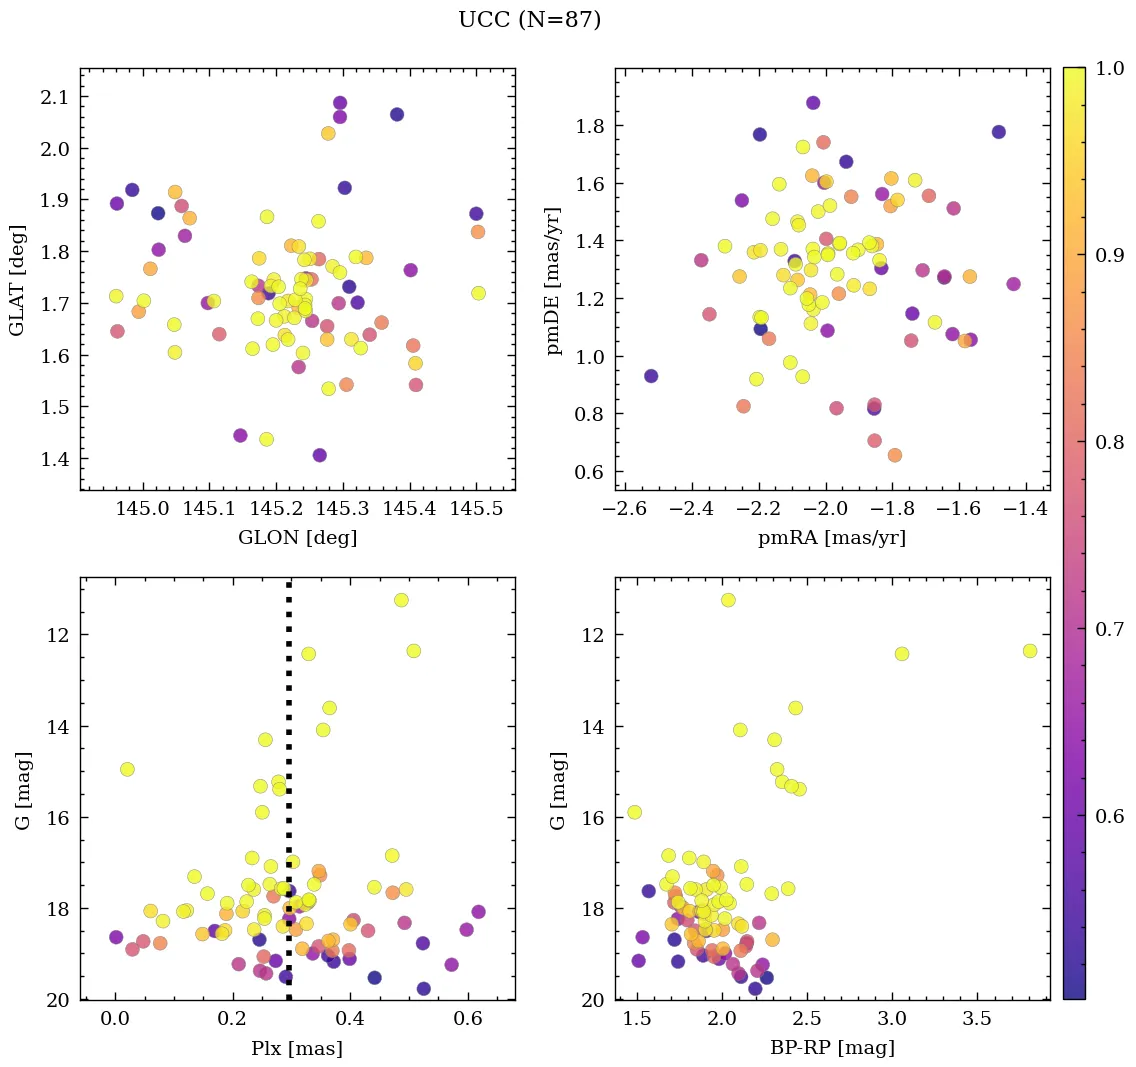 UCC (N=87)
2.1
2.0
1.9
1.8
1.7
1.6
1.5
1.4
GLAT [deg]
145.0 145.1 145.2 145.3 145.4 145.5
GLON [deg]
1.8
1.6
1.4
1.2
1.0
0.8
0.6
pmDE [mas/yr]
−2.6 −2.4 −2.2 −2.0 −1.8 −1.6 −1.4
pmRA [mas/yr]
12
14
16
18
20
G [mag]
0.0 0.2 0.4 0.6
Plx [mas]
12
14
16
18
20
G [mag]
1.5 2.0 2.5 3.0 3.5
BP-RP [mag]
1.0
0.9
0.8
0.7
0.6